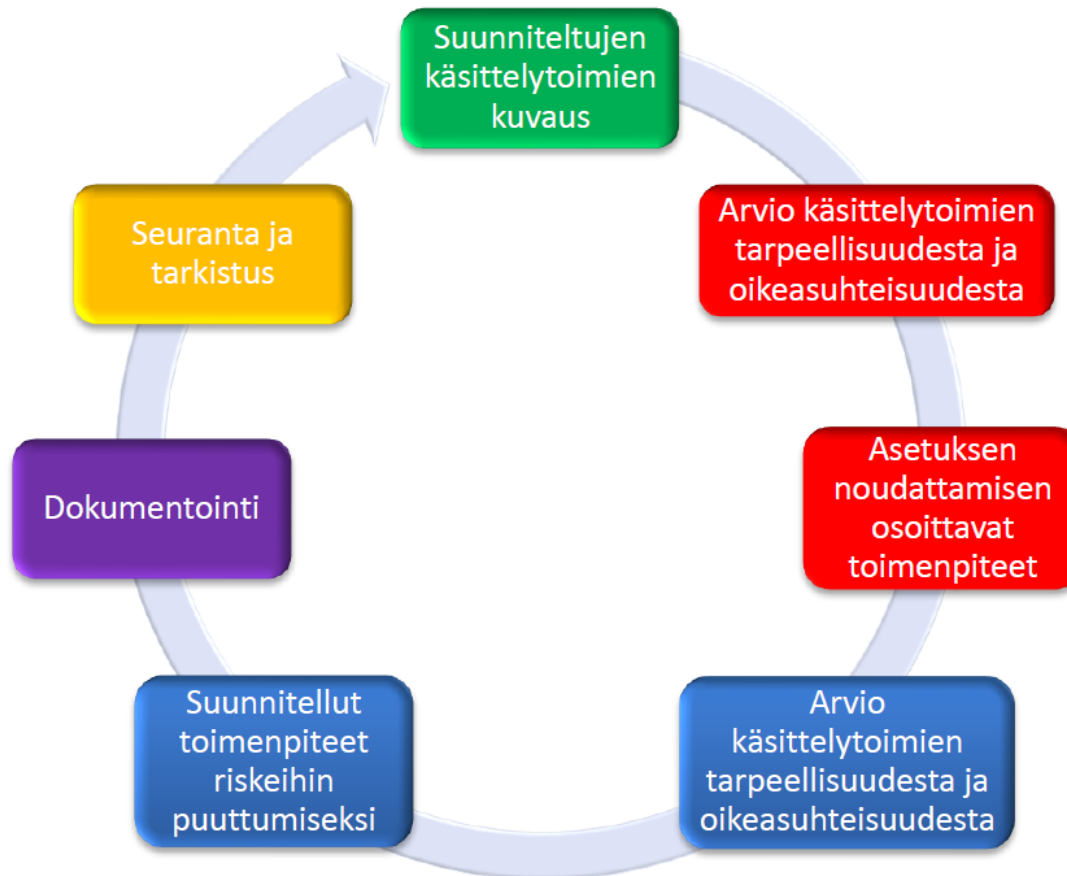 Suunniteltujen
käsittelytoimien
kuvaus
Arvio käsittelytoimien
tarpeellisuudesta ja
oikeasuhteisuudesta
Asetuksen
noudattamisen
osoittavat
toimenpiteet
Arvio
käsittelytoimien
tarpeellisuudesta ja
oikeasuhteisuudesta
Suunnitellut
toimenpiteet
riskeihin
puuttumiseksi
Dokumentointi
Seuranta ja
tarkistus